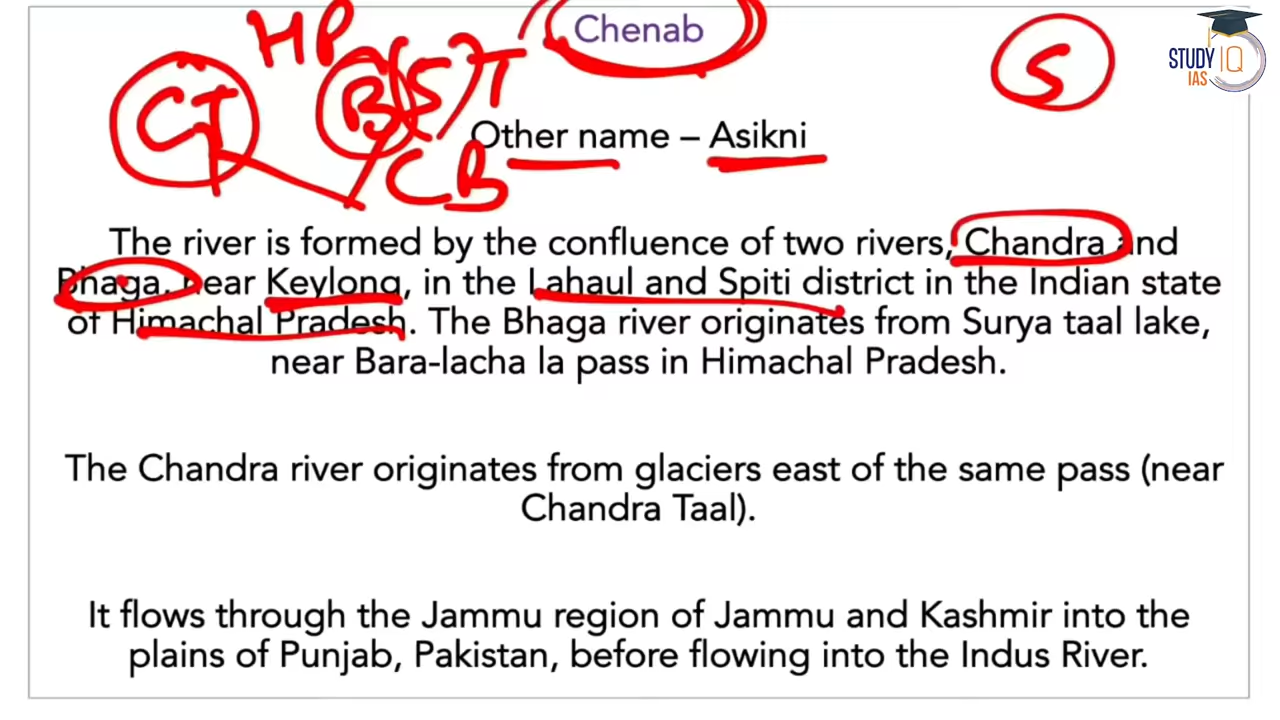 Chenab
STUDY IQ
IAS
HP
CT
B(S)T
S
CB
Other name – Asikni
The river is formed by the confluence of two rivers, Chandra and
Bhaga, near Keylong, in the Lahaul and Spiti district in the Indian state
of Himachal Pradesh. The Bhaga river originates from Surya taal lake,
near Bara-lacha la pass in Himachal Pradesh.
The Chandra river originates from glaciers east of the same pass (near
Chandra Taal).
It flows through the Jammu region of Jammu and Kashmir into the
plains of Punjab, Pakistan, before flowing into the Indus River.